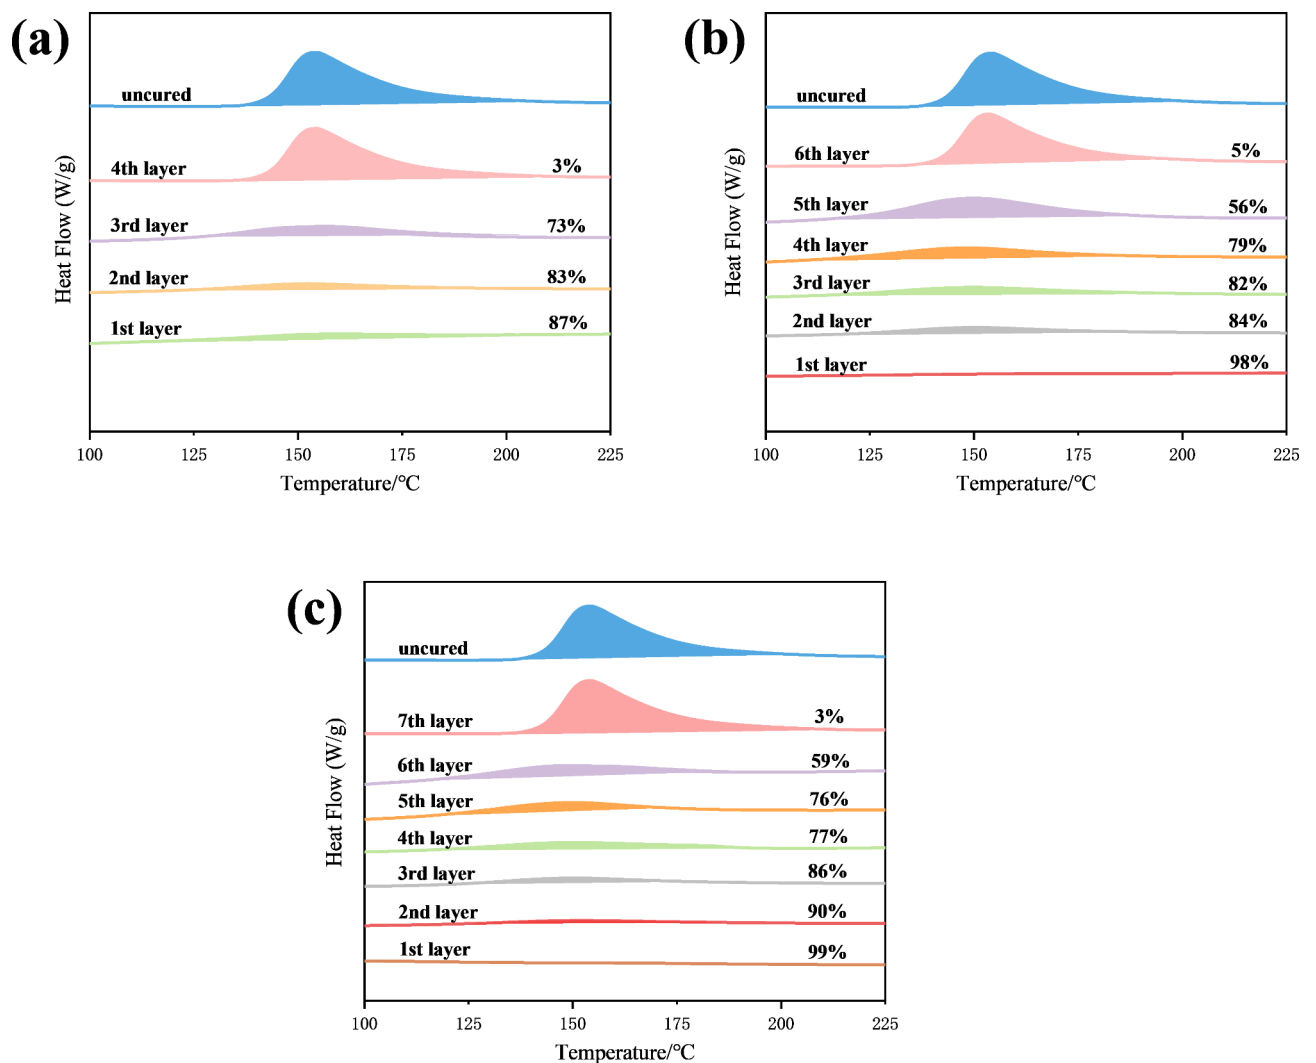 (a)
uncured
4th layer 3%
3rd layer 73%
2nd layer 83%
1st layer 87%
Heat Flow (W/g)
100 125 150 175 200 225
Temperature/℃
(b)
uncured
6th layer 5%
5th layer 56%
4th layer 79%
3rd layer 82%
2nd layer 84%
1st layer 98%
Heat Flow (W/g)
100 125 150 175 200 225
Temperature/℃
(c)
uncured
7th layer 3%
6th layer 59%
5th layer 76%
4th layer 77%
3rd layer 86%
2nd layer 90%
1st layer 99%
Heat Flow (W/g)
100 125 150 175 200 225
Temperature/℃